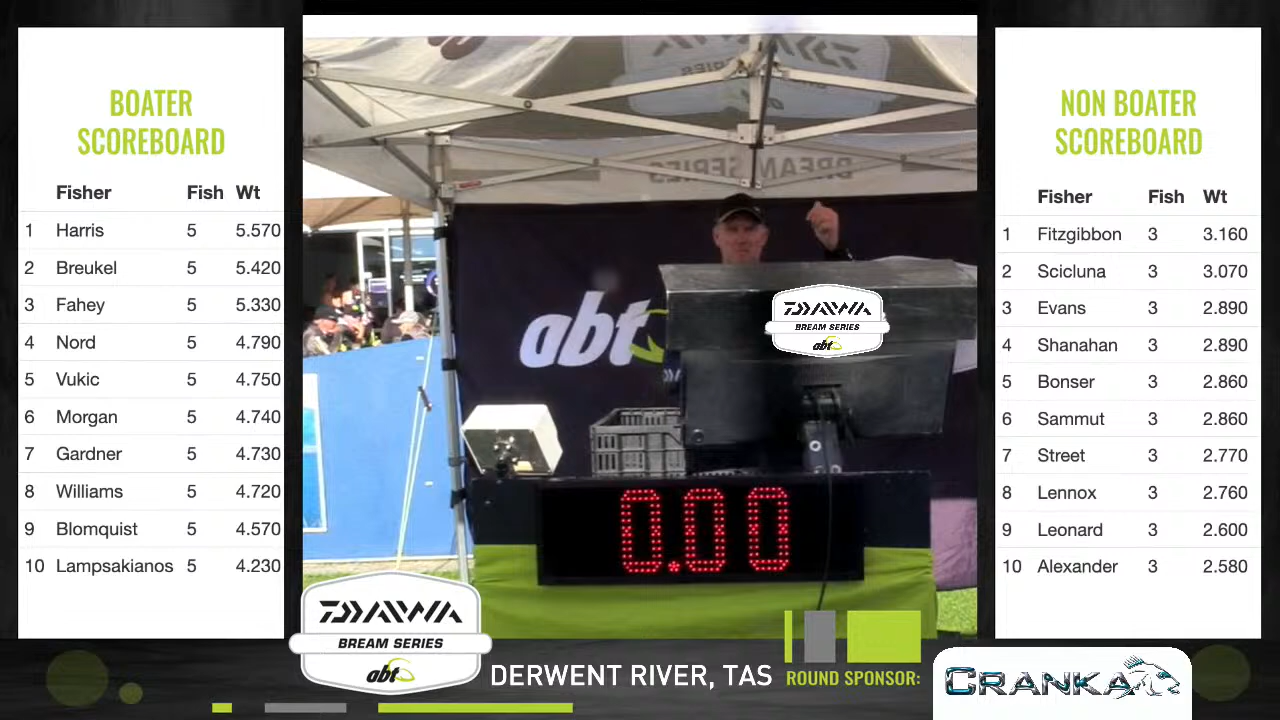 BOATER
SCOREBOARD
Fisher Fish Wt
1 Harris 5 5.570
2 Breukel 5 5.420
3 Fahey 5 5.330
4 Nord 5 4.790
5 Vukic 5 4.750
6 Morgan 5 4.740
7 Gardner 5 4.730
8 Williams 5 4.720
9 Blomquist 5 4.570
10 Lampsakianos 5 4.230
BREAM SERIES
abt
DAIWA
BREAM SERIES
abt
0.00
DAIWA
BREAM SERIES
abt
DERWENT RIVER, TAS
ROUND SPONSOR:
CRANKA
NON BOATER
SCOREBOARD
Fisher Fish Wt
1 Fitzgibbon 3 3.160
2 Scicluna 3 3.070
3 Evans 3 2.890
4 Shanahan 3 2.890
5 Bonser 3 2.860
6 Sammut 3 2.860
7 Street 3 2.770
8 Lennox 3 2.760
9 Leonard 3 2.600
10 Alexander 3 2.580